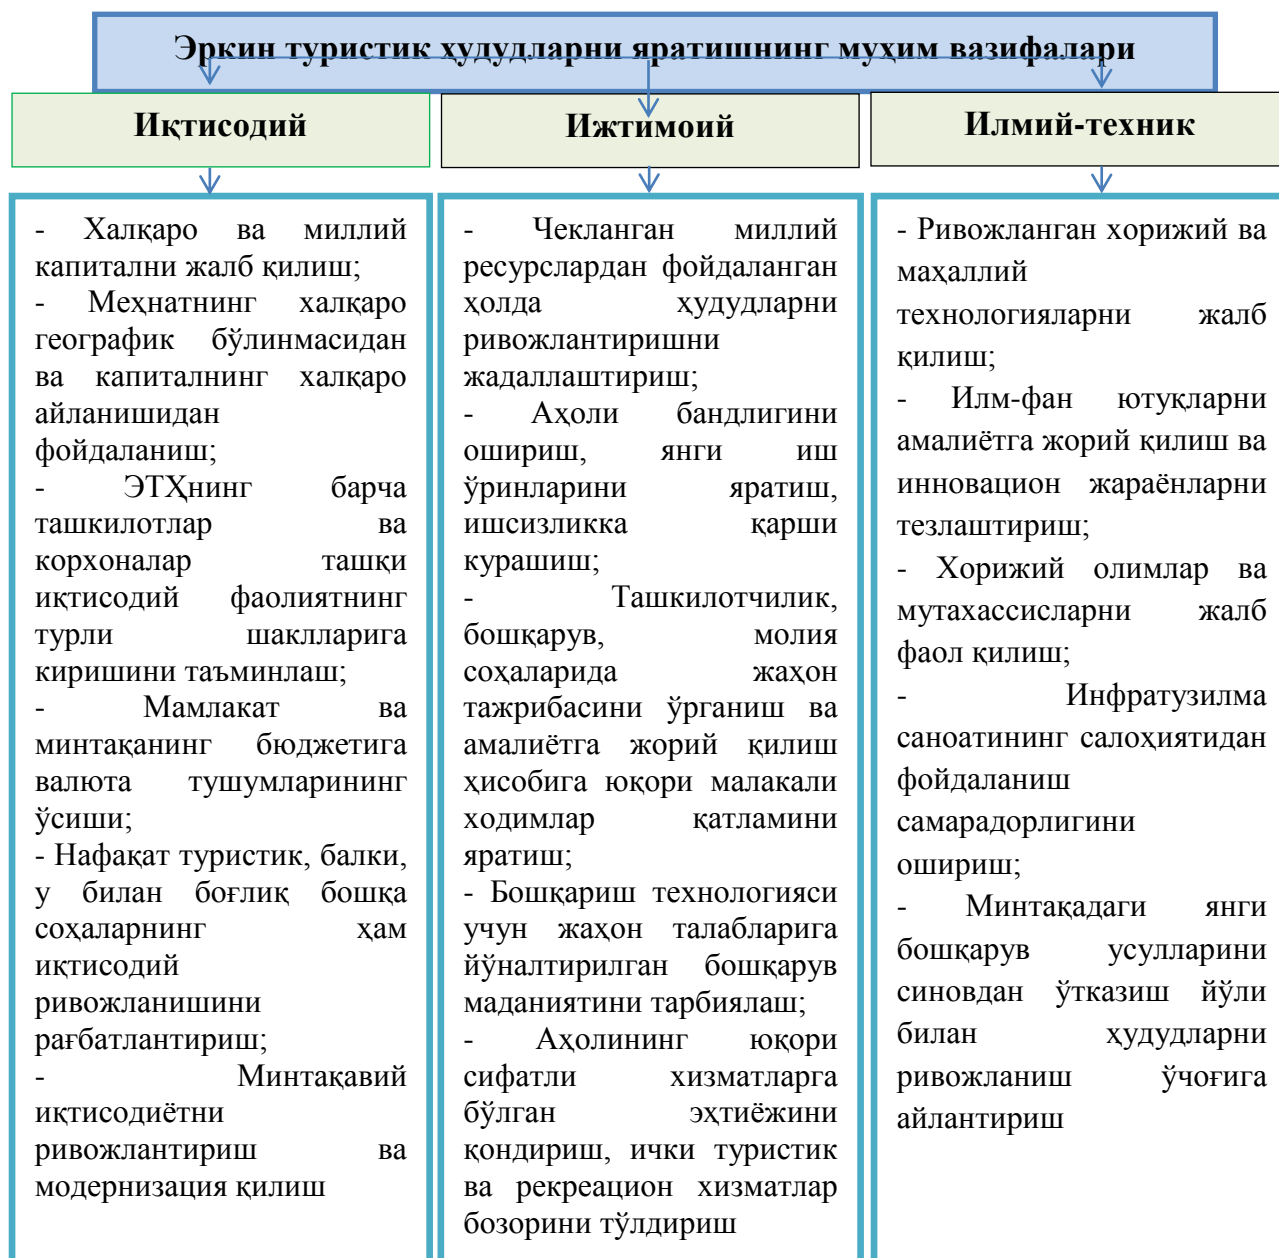 Эркин туристик ҳудудларни яратишнинг муҳим вазифалари
Иқтисодий
- Халқаро ва миллий
капитални жалб қилиш;
- Меҳнатнинг халқаро
географик бўлинмасидан
ва капиталнинг халқаро
айланишидан
фойдаланиш;
- ЭТҲнинг барча
ташкилотлар ва
корхоналар ташқи
иқтисодий фаолиятнинг
турли шаклларига
киришини таъминлаш;
- Мамлакат ва
минтақанинг бюджетига
валюта тушумларининг
ўсиши;
- Нафақат туристик, балки,
у билан боғлиқ бошқа
соҳаларнинг ҳам
иқтисодий
ривожланишини
рағбатлантириш;
- Минтақавий
иқтисодиётни
ривожлантириш ва
модернизация қилиш
Ижтимоий
- Чекланган миллий
ресурслардан фойдаланган
ҳолда ҳудудларни
ривожлантиришни
жадаллаштириш;
- Аҳоли бандлигини
ошириш, янги иш
ўринларини яратиш,
ишсизликка қарши
курашиш;
- Ташкилотчилик,
бошқарув, молия
соҳаларида жаҳон
тажрибасини ўрганиш ва
амалиётга жорий қилиш
ҳисобига юқори малакали
ходимлар қатламини
яратиш;
- Бошқариш технологияси
учун жаҳон талабларига
йўналтирилган бошқарув
маданиятини тарбиялаш;
- Аҳолининг юқори
сифатли хизматларга
бўлган эҳтиёжини
қондириш, ички туристик
ва рекреацион хизматлар
бозорини тўлдириш
Илмий-техник
- Ривожланган хорижий ва
маҳаллий
технологияларни жалб
қилиш;
- Илм-фан ютуқларни
амалиётга жорий қилиш ва
инновацион жараёнларни
тезлаштириш;
- Хорижий олимлар ва
мутахассисларни жалб
фаол қилиш;
- Инфратузилма
саноатининг салоҳиятидан
фойдаланиш
самарадорлигини
ошириш;
- Минтақадаги янги
бошқарув усулларини
синовдан ўтказиш йўли
билан ҳудудларни
ривожланиш ўчоғига
айлантириш